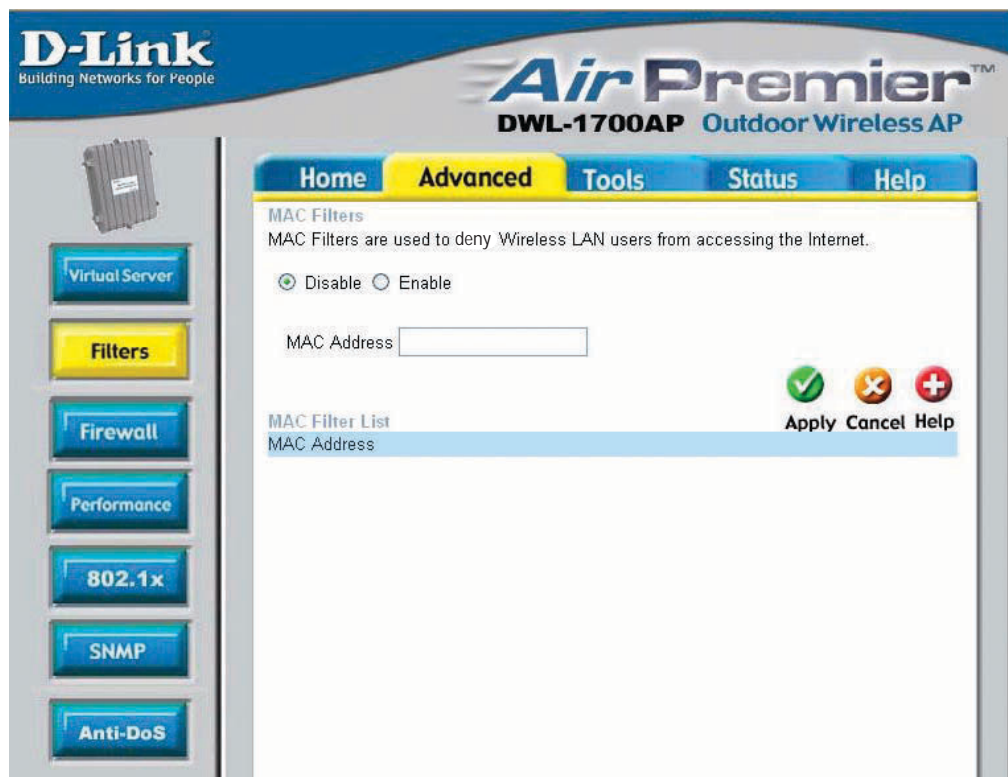 D-Link
Building Networks for People
Air Premier™
DWL-1700AP Outdoor Wireless AP
Home Advanced Tools Status Help
MAC Filters
MAC Filters are used to deny Wireless LAN users from accessing the Internet.
Disable Enable
MAC Address
Apply Cancel Help
MAC Filter List
MAC Address
Virtual Server
Filters
Firewall
Performance
802.1x
SNMP
Anti-DoS